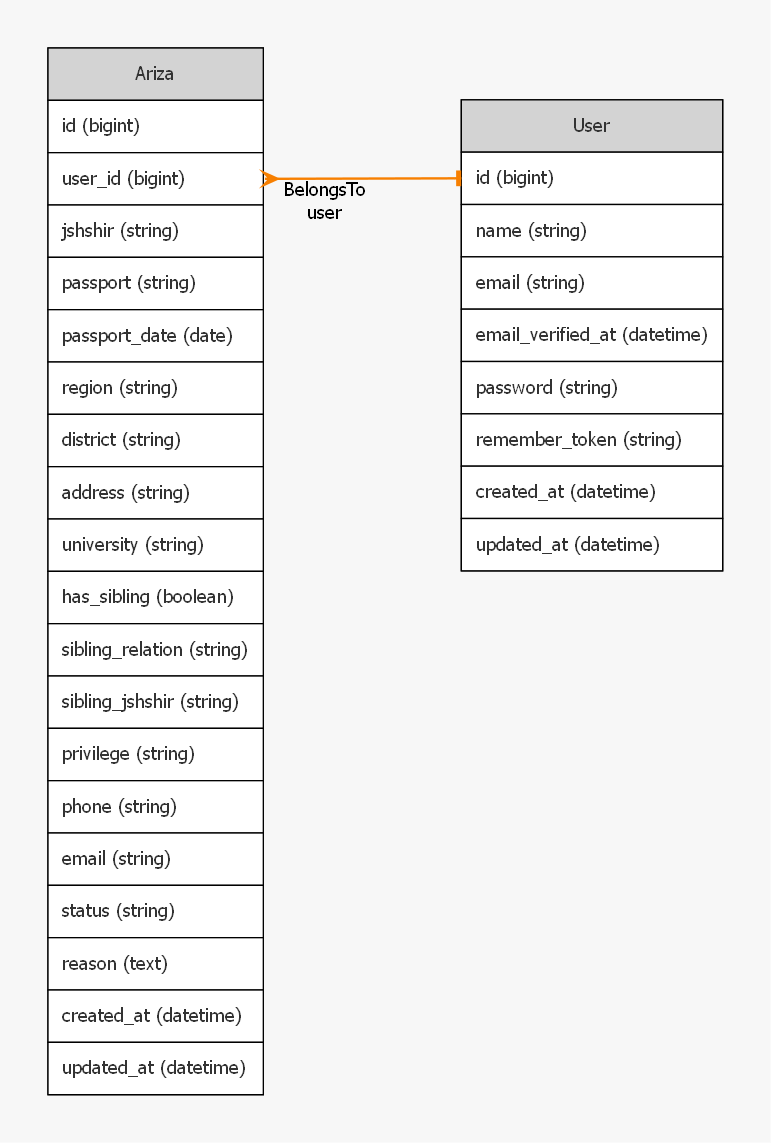 Ariza
id (bigint)
user_id (bigint)
jshshir (string)
passport (string)
passport_date (date)
region (string)
district (string)
address (string)
university (string)
has_sibling (boolean)
sibling_relation (string)
sibling_jshshir (string)
privilege (string)
phone (string)
email (string)
status (string)
reason (text)
created_at (datetime)
updated_at (datetime)
BelongsTo
user
User
id (bigint)
name (string)
email (string)
email_verified_at (datetime)
password (string)
remember_token (string)
created_at (datetime)
updated_at (datetime)